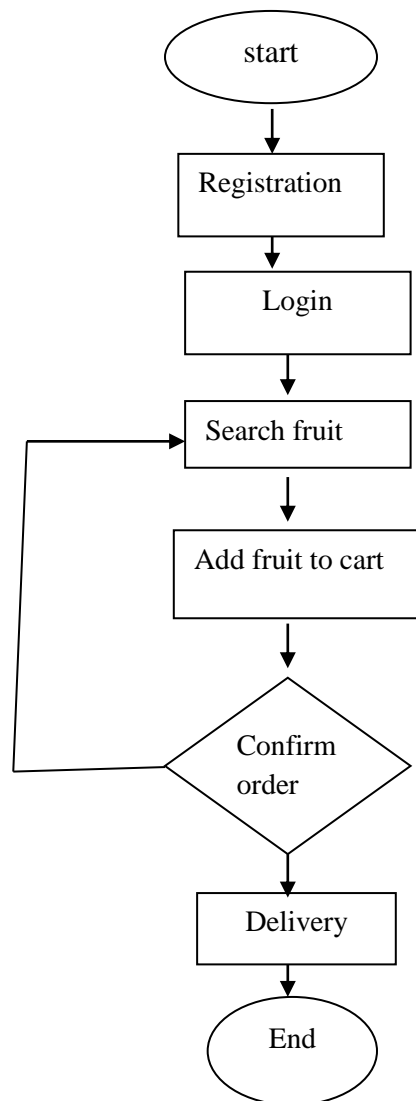 start
Registration
Login
Search fruit
Add fruit to cart
Confirm
order
Delivery
End